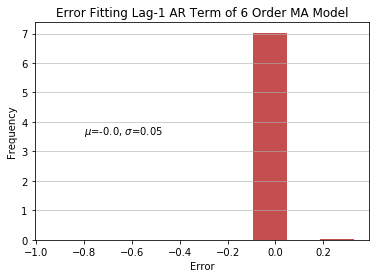 Error Fitting Lag-1 AR Term of 6 Order MA Model
7
6
5
4
3
2
1
0
Frequency
μ=-0.0, σ=0.05
−1.0 −0.8 −0.6 −0.4 −0.2 0.0 0.2
Error